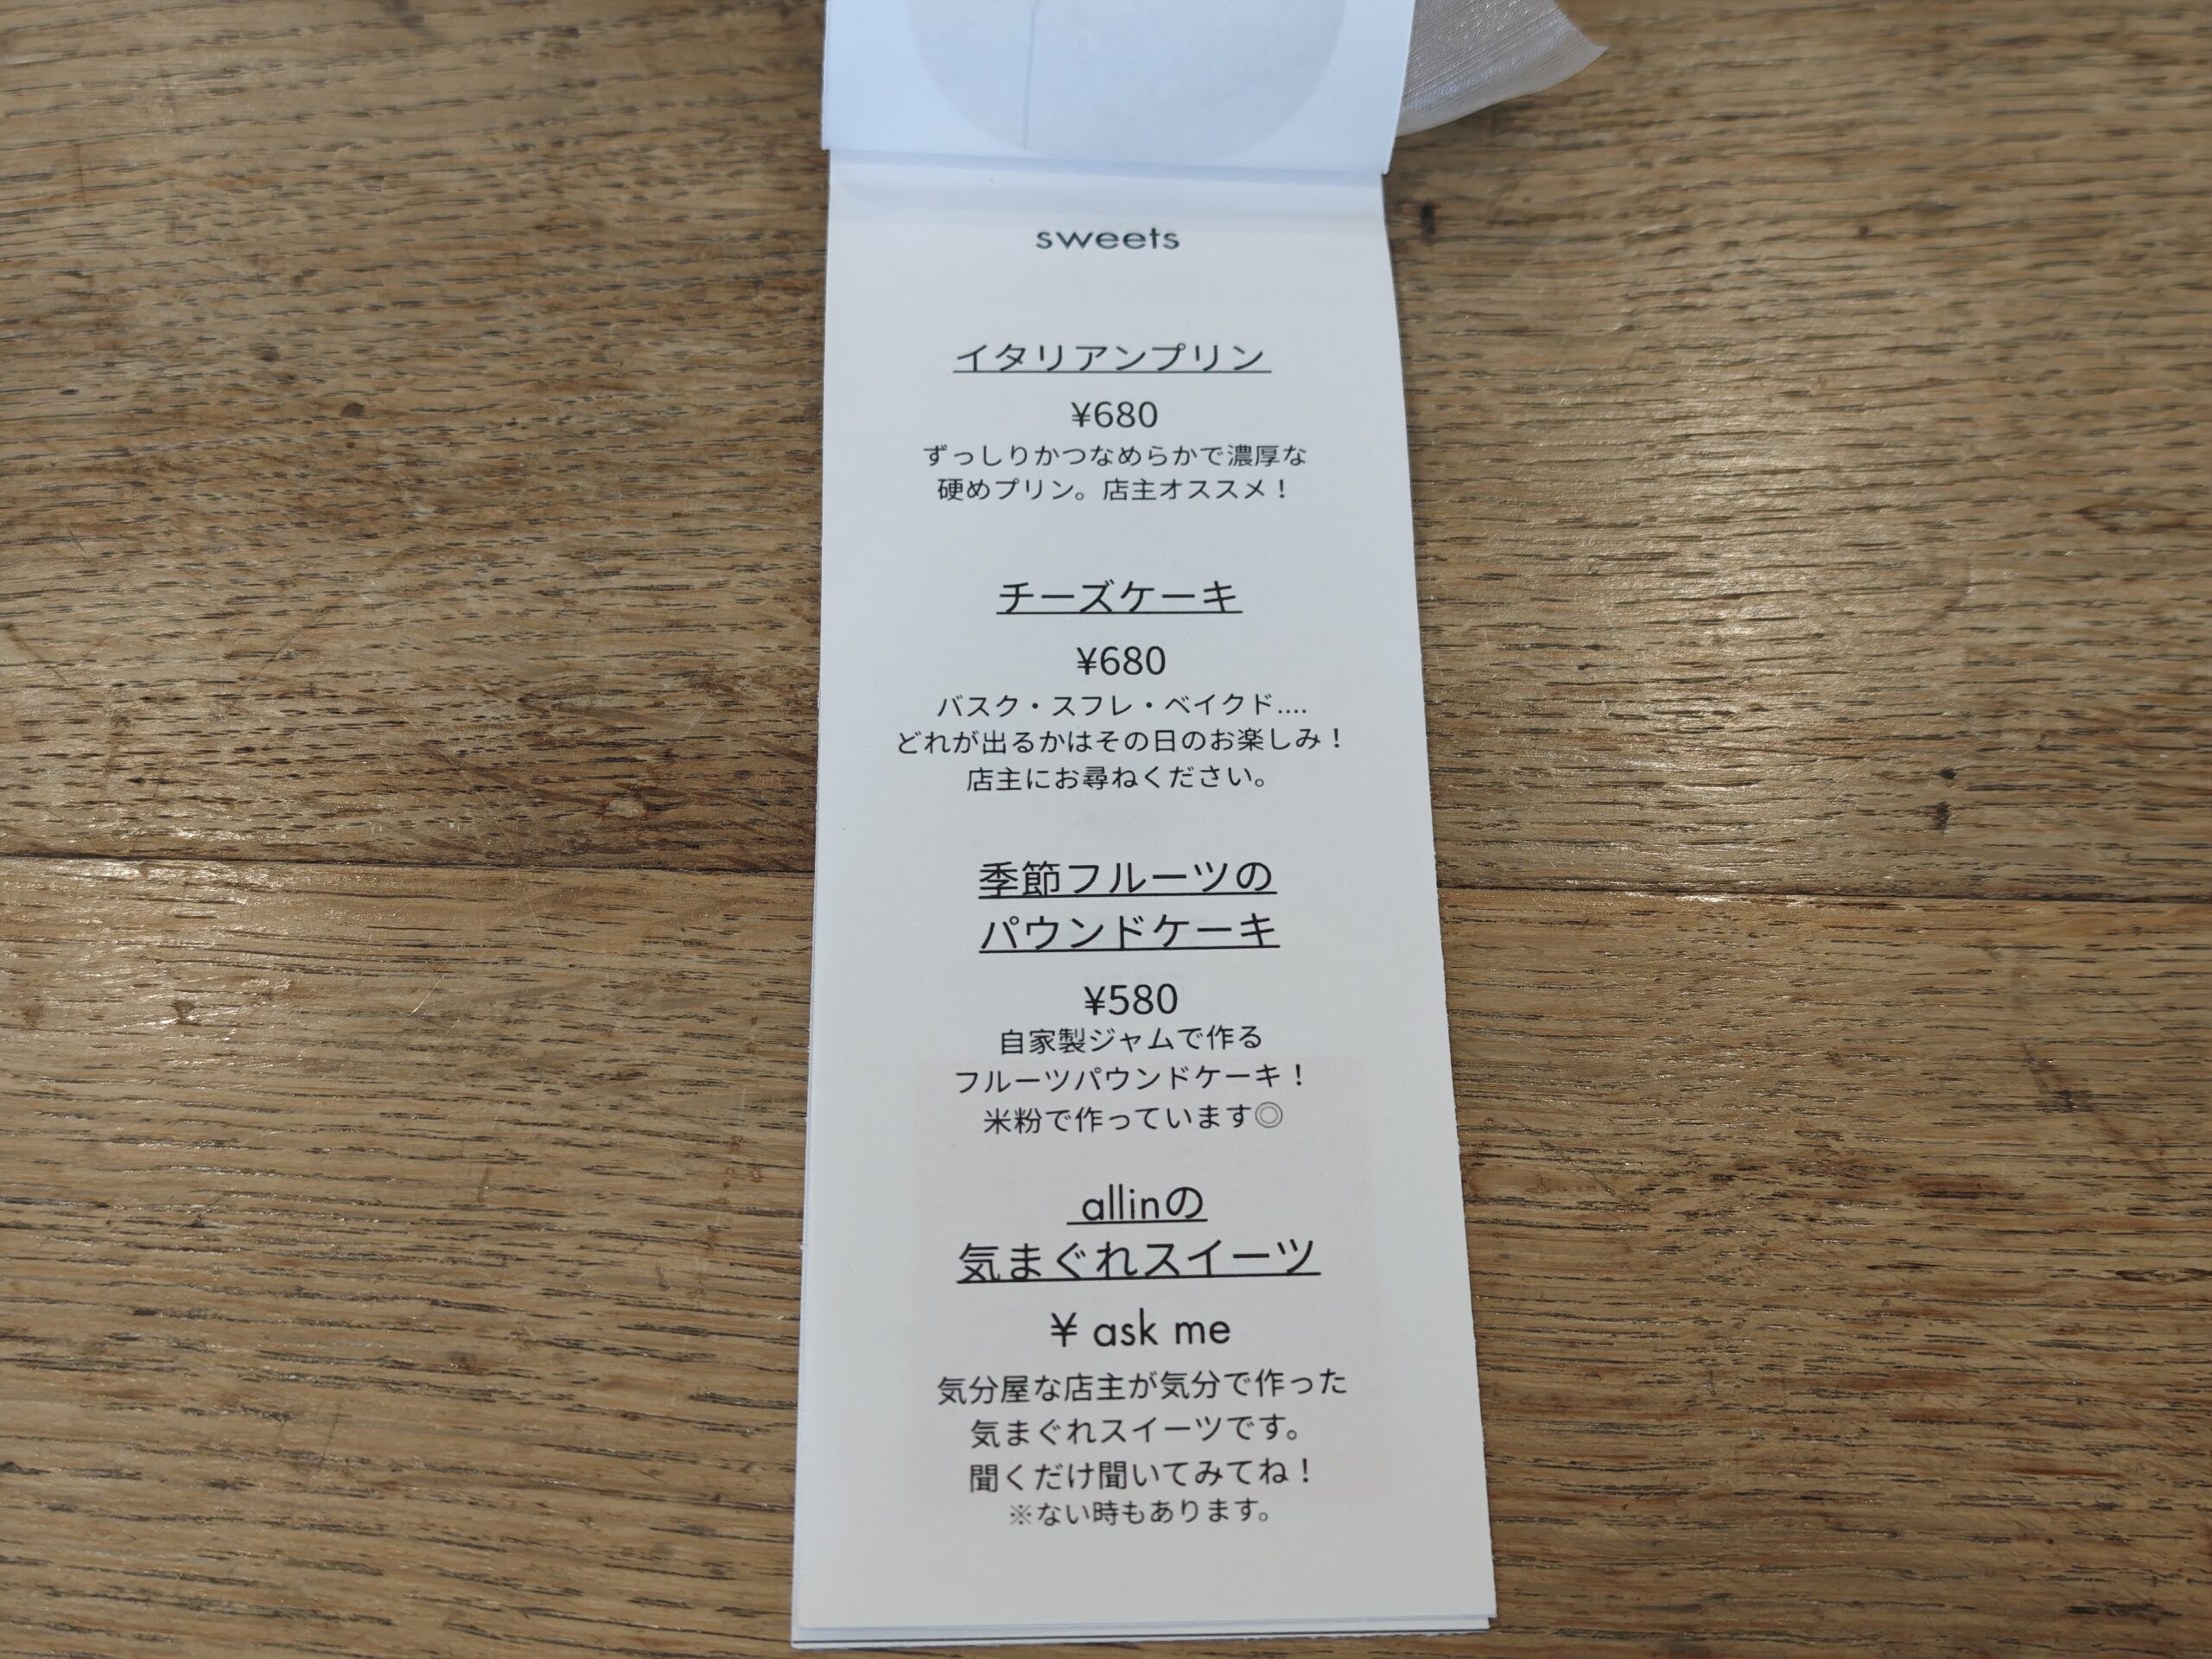 sweets
イタリアンプリン
¥680
ずっしりかつなめらかで濃厚な
硬めプリン。店主オススメ！
チーズケーキ
¥680
バスク・スフレ・ベイクド....
どれが出るかはその日のお楽しみ！
店主にお尋ねください。
季節フルーツの
パウンドケーキ
¥580
自家製ジャムで作る
フルーツパウンドケーキ！
米粉で作っています◎
allinの
気まぐれスイーツ
¥ ask me
気分屋な店主が気分で作った
気まぐれスイーツです。
聞くだけ聞いてみてね！
※ない時もあります。